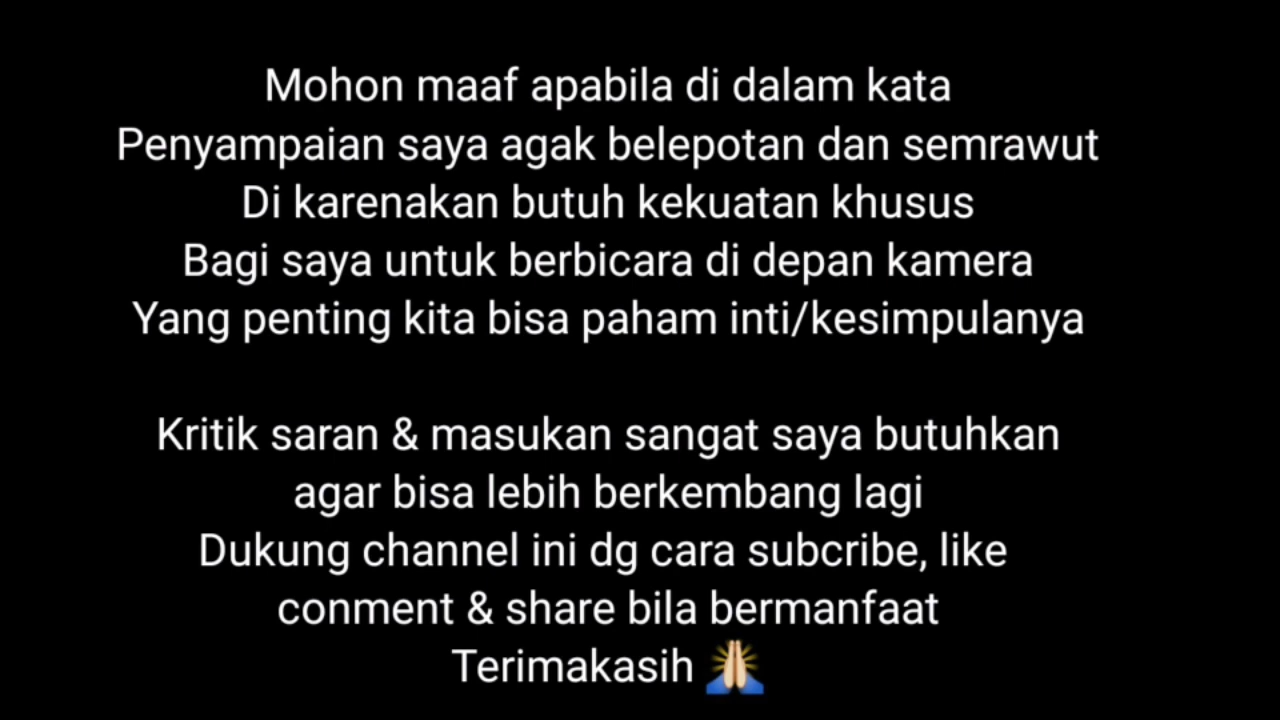 Mohon maaf apabila di dalam kata
Penyampaian saya agak belepotan dan semrawut
Di karenakan butuh kekuatan khusus
Bagi saya untuk berbicara di depan kamera
Yang penting kita bisa paham inti/kesimpulanya
Kritik saran & masukan sangat saya butuhkan
agar bisa lebih berkembang lagi
Dukung channel ini dg cara subcribe, like
conment & share bila bermanfaat
Terimakasih 🙏